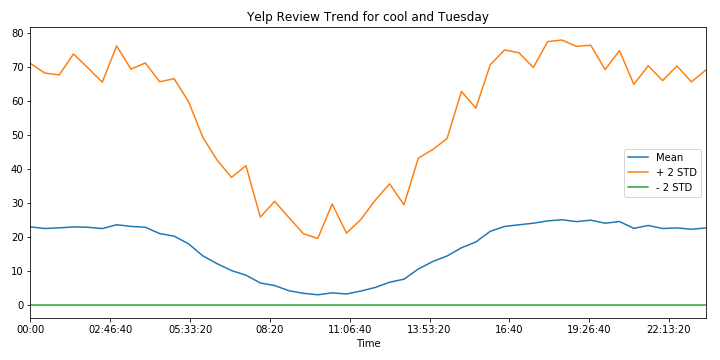 Yelp Review Trend for cool and Tuesday
80
70
60
50
40
30
20
10
0
Mean
+ 2 STD
- 2 STD
00:00 02:46:40 05:33:20 08:20 11:06:40 13:53:20 16:40 19:26:40 22:13:20
Time